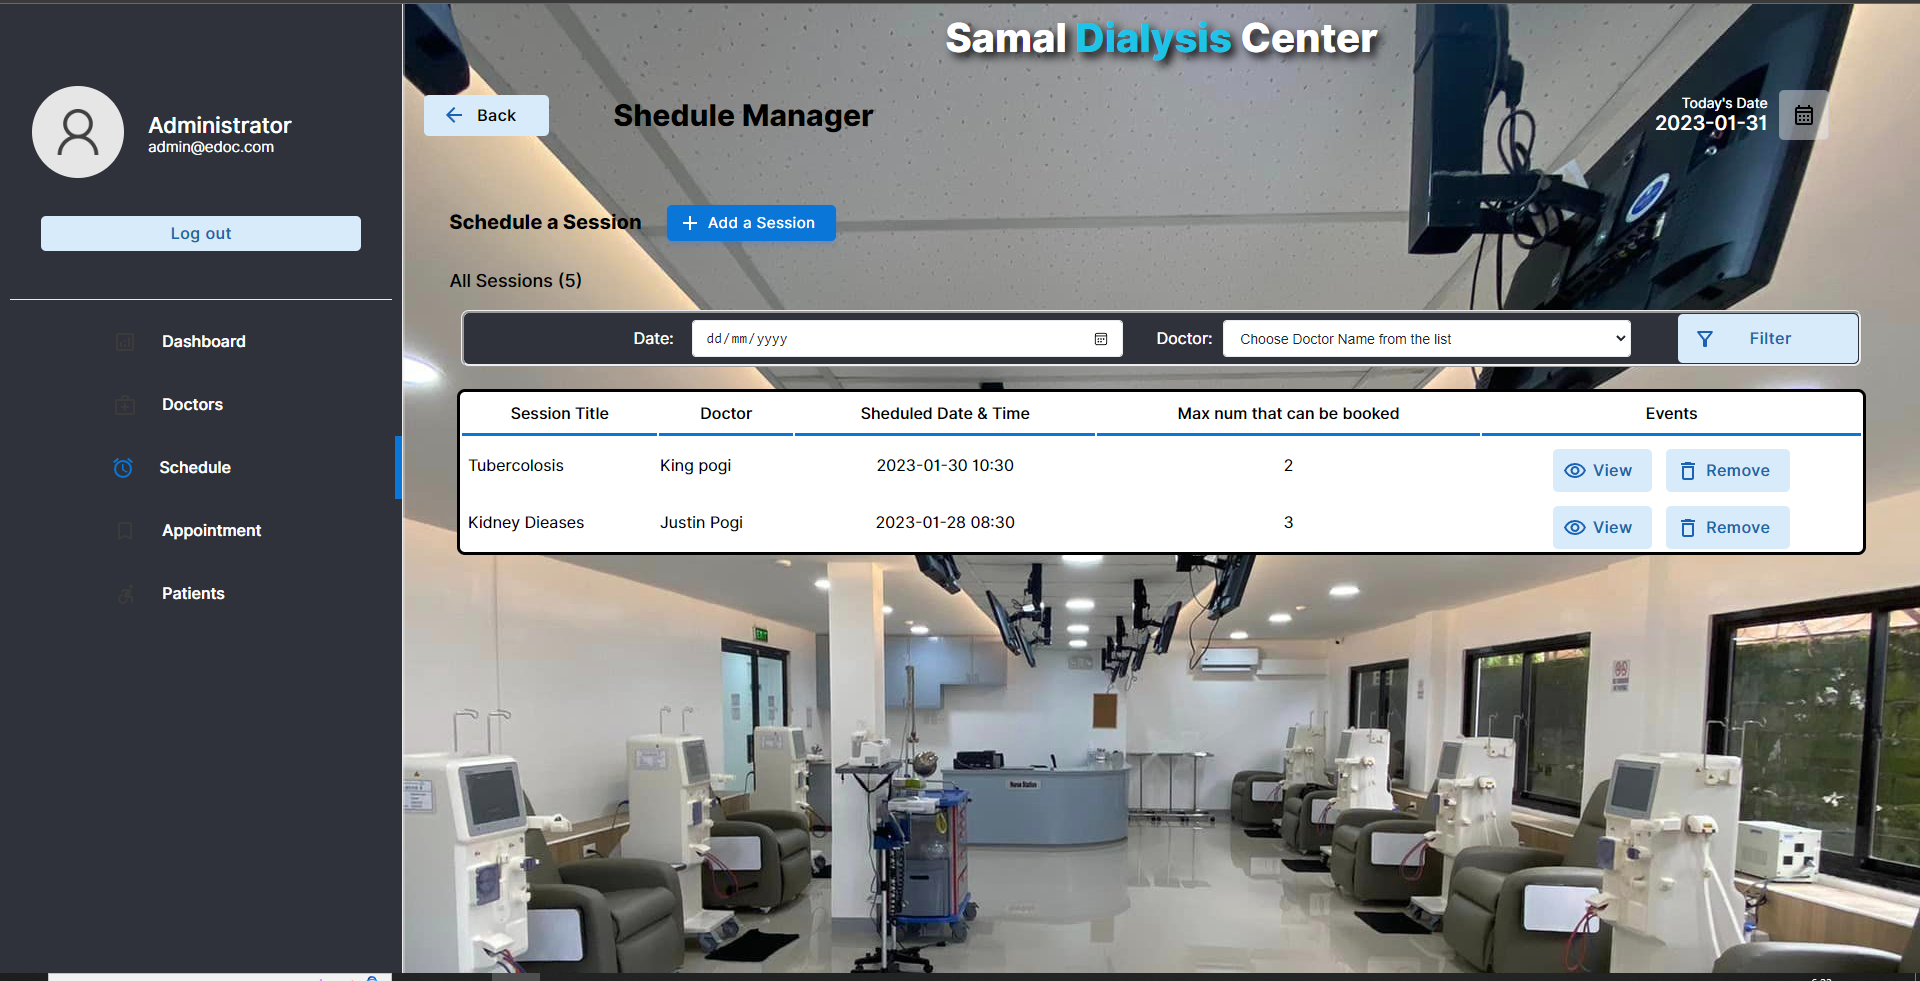 Samal Dialysis Center
Administrator
admin@edoc.com
Log out
Dashboard
Doctors
Schedule
Appointment
Patients
Back
Shedule Manager
Today's Date
2023-01-31
Schedule a Session
Add a Session
All Sessions (5)
Date: dd/mm/yyyy Doctor: Choose Doctor Name from the list Filter
Session Title Doctor Sheduled Date & Time Max num that can be booked Events
Tubercolosis King pogi 2023-01-30 10:30 2 View Remove
Kidney Dieases Justin Pogi 2023-01-28 08:30 3 View Remove
EXIT
Nurse Station